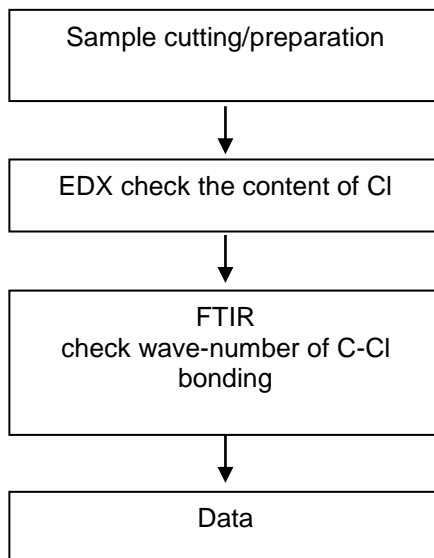 Sample cutting/preparation
EDX check the content of Cl
FTIR
check wave-number of C-Cl
bonding
Data